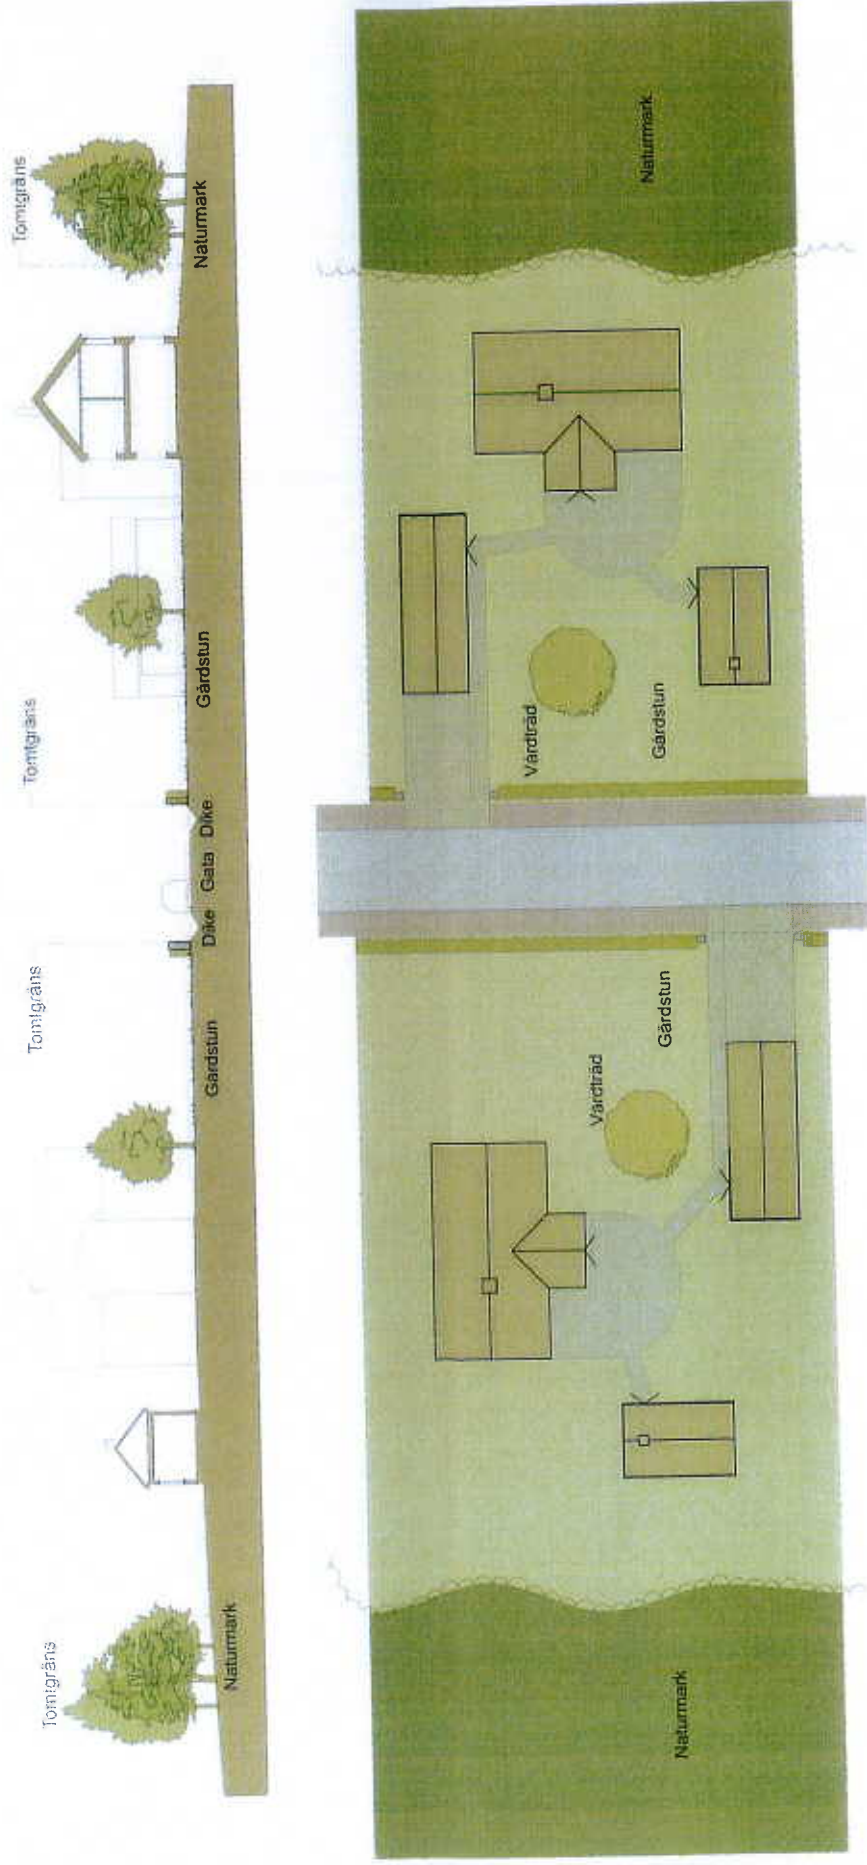 Tomtgräns
Tomtgräns
Tomtgräns
Tomtgräns
Naturmark
Gårdstun
Dike
Gata
Dike
Gårdstun
Naturmark
Naturmark
Vårdträd
Gårdstun
Vårdträd
Gårdstun
Naturmark